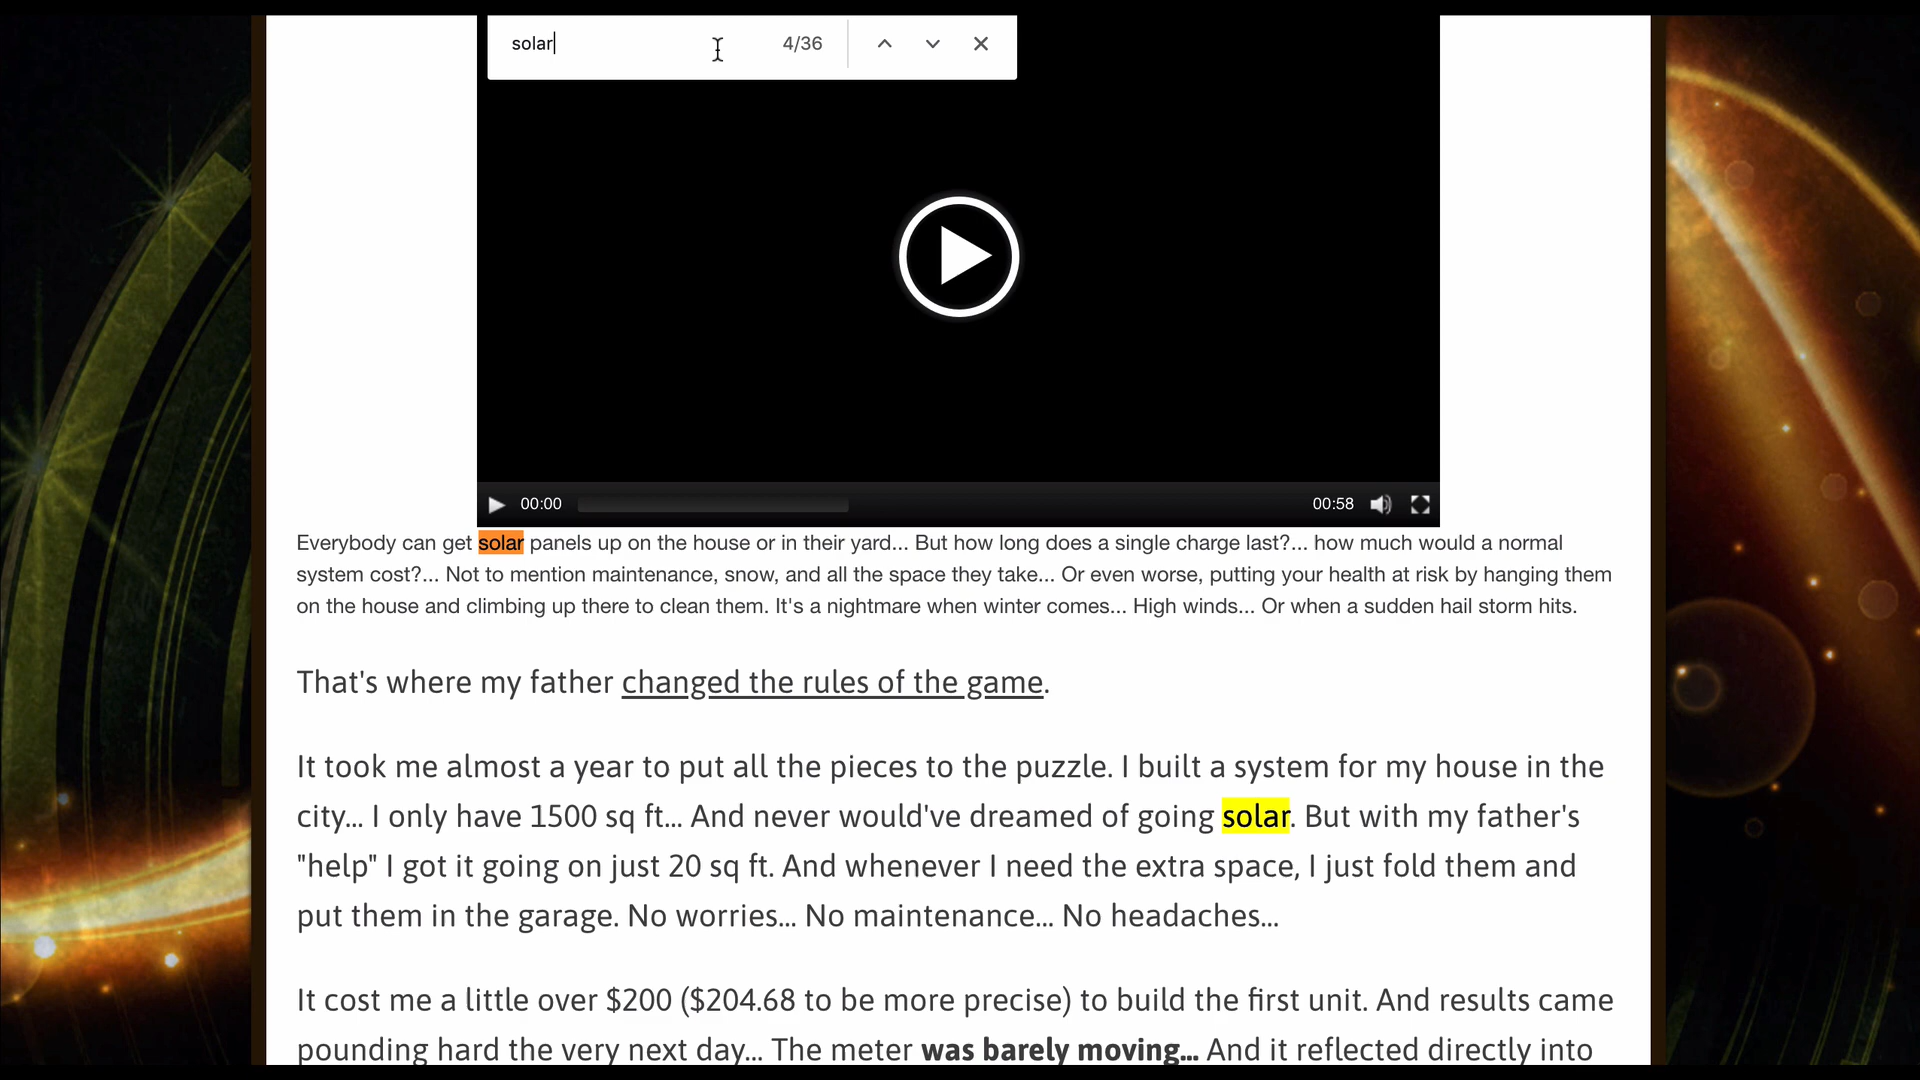 solar 4/36
00:00 00:58
Everybody can get solar panels up on the house or in their yard... But how long does a single charge last?... how much would a normal
system cost?... Not to mention maintenance, snow, and all the space they take... Or even worse, putting your health at risk by hanging them
on the house and climbing up there to clean them. It's a nightmare when winter comes... High winds... Or when a sudden hail storm hits.
That's where my father changed the rules of the game.
It took me almost a year to put all the pieces to the puzzle. I built a system for my house in the
city... I only have 1500 sq ft... And never would've dreamed of going solar. But with my father's
"help" I got it going on just 20 sq ft. And whenever I need the extra space, I just fold them and
put them in the garage. No worries... No maintenance... No headaches...
It cost me a little over $200 ($204.68 to be more precise) to build the first unit. And results came
pounding hard the very next day... The meter was barely moving... And it reflected directly into